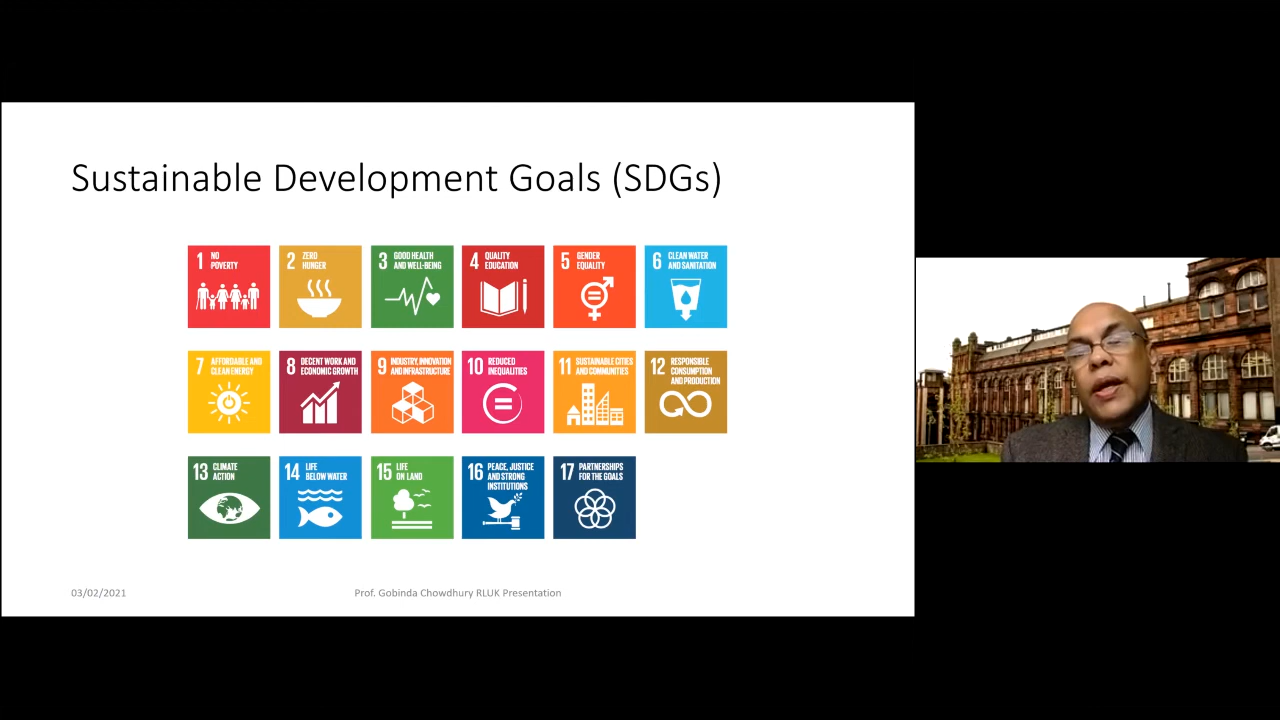 Sustainable Development Goals (SDGs)
1 NO
POVERTY
2 ZERO
HUNGER
3 GOOD HEALTH
AND WELL-BEING
4 QUALITY
EDUCATION
5 GENDER
EQUALITY
6 CLEAN WATER
AND SANITATION
7 AFFORDABLE AND
CLEAN ENERGY
8 DECENT WORK AND
ECONOMIC GROWTH
9 INDUSTRY, INNOVATION
AND INFRASTRUCTURE
10 REDUCED
INEQUALITIES
11 SUSTAINABLE CITIES
AND COMMUNITIES
12 RESPONSIBLE
CONSUMPTION
AND PRODUCTION
13 CLIMATE
ACTION
14 LIFE
BELOW WATER
15 LIFE
ON LAND
16 PEACE, JUSTICE
AND STRONG
INSTITUTIONS
17 PARTNERSHIPS
FOR THE GOALS
03/02/2021
Prof. Gobinda Chowdhury RLUK Presentation